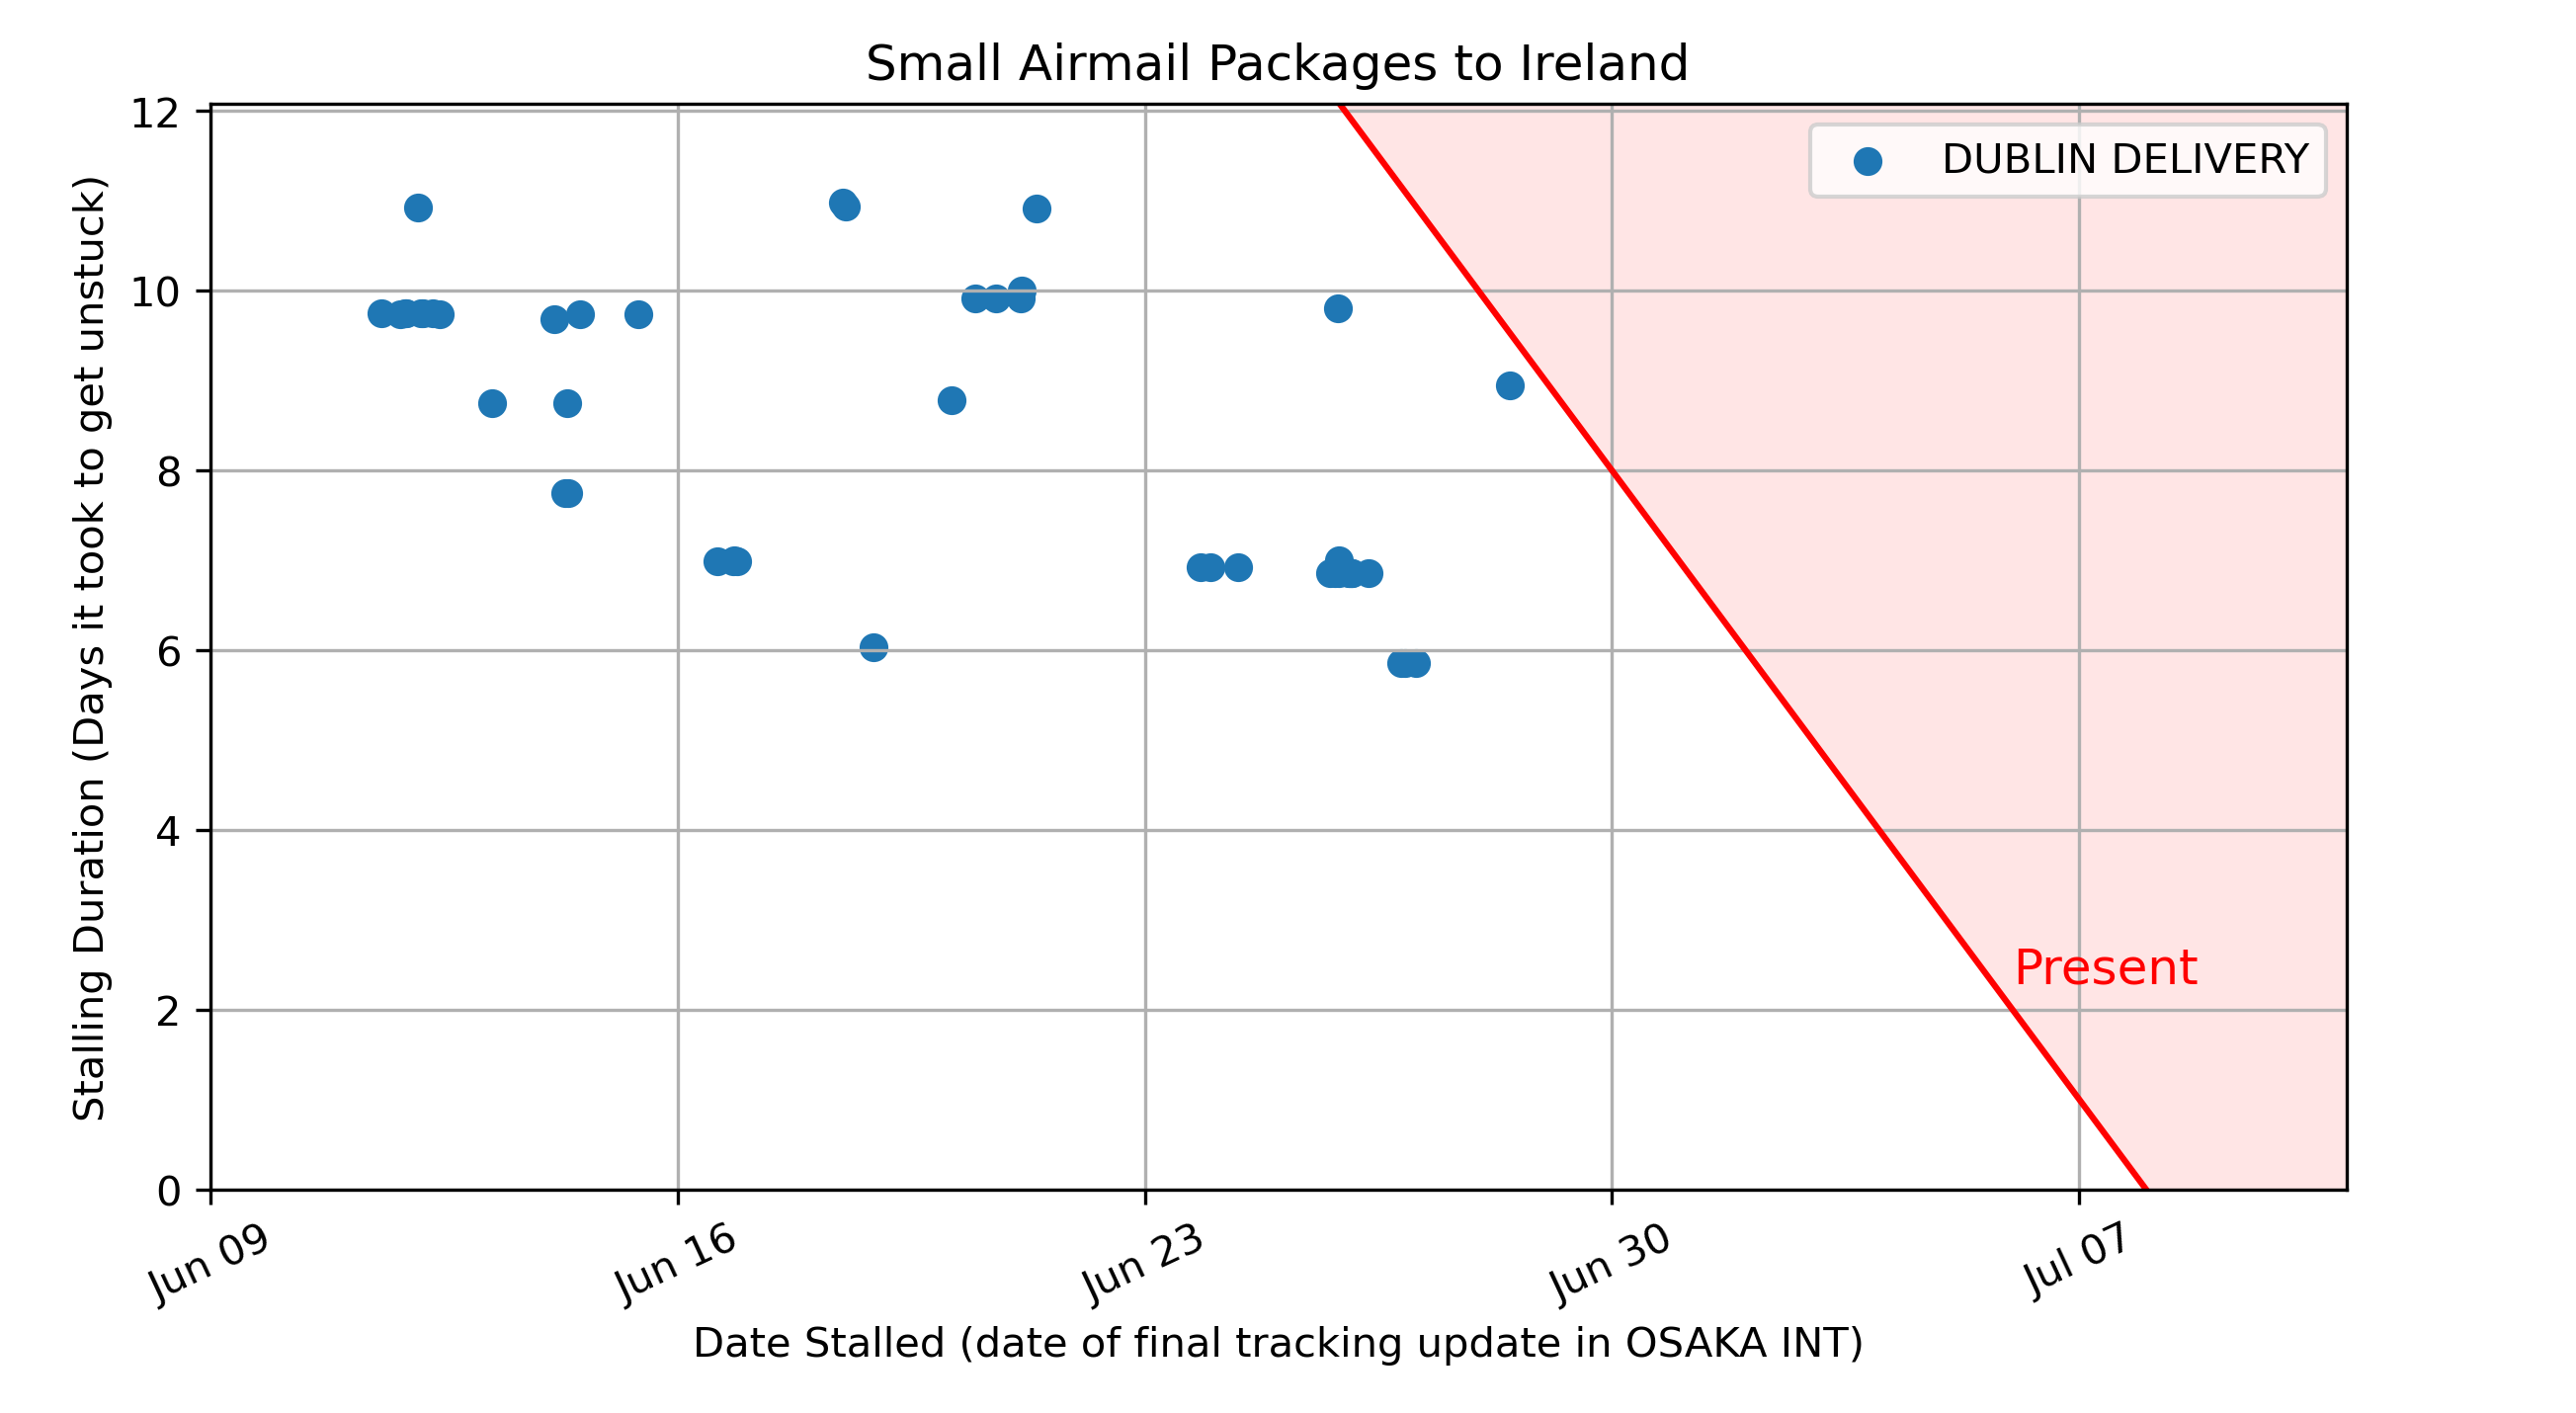 Small Airmail Packages to Ireland
DUBLIN DELIVERY
Stalling Duration (Days it took to get unstuck)
12
10
8
6
4
2
0
Present
Jun 09
Jun 16
Jun 23
Jun 30
Jul 07
Date Stalled (date of final tracking update in OSAKA INT)